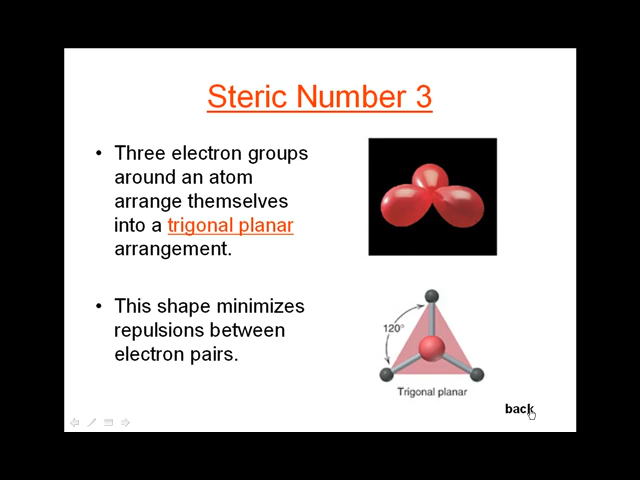 Steric Number 3
• Three electron groups
around an atom
arrange themselves
into a trigonal planar
arrangement.
• This shape minimizes
repulsions between
electron pairs.
120°
Trigonal planar
back